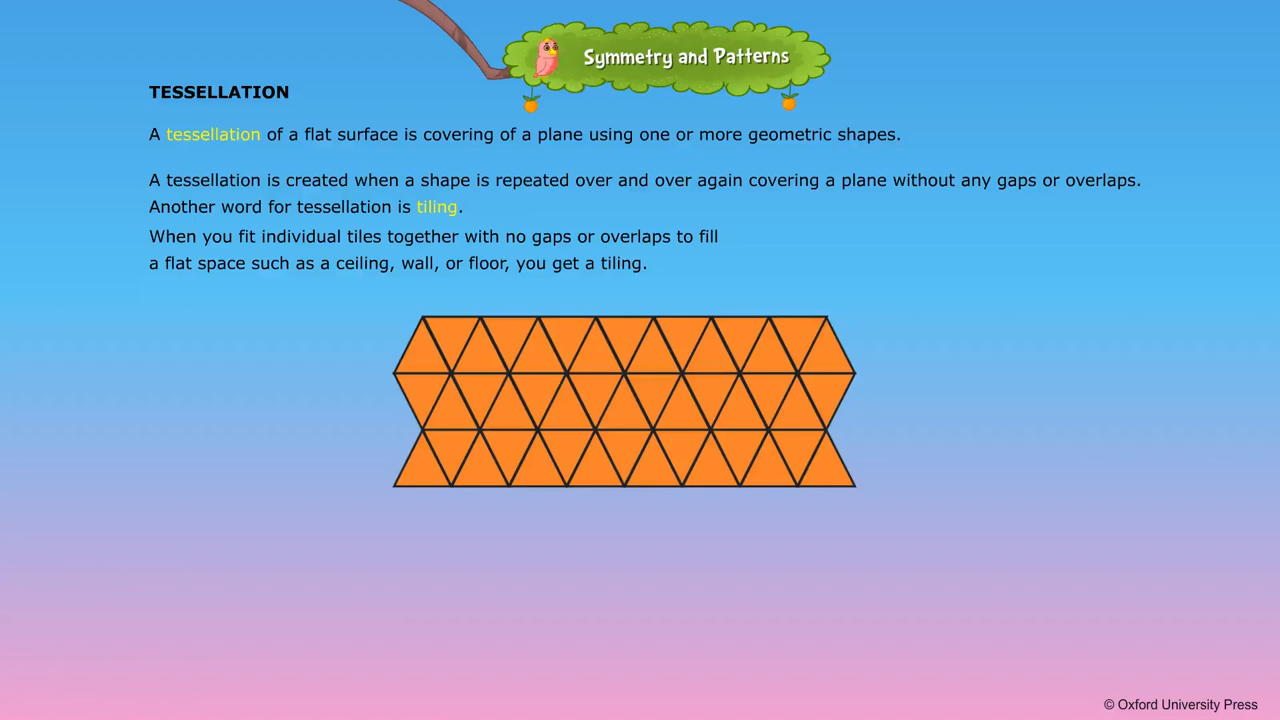 Symmetry and Patterns
TESSELLATION
A tessellation of a flat surface is covering of a plane using one or more geometric shapes.
A tessellation is created when a shape is repeated over and over again covering a plane without any gaps or overlaps.
Another word for tessellation is tiling.
When you fit individual tiles together with no gaps or overlaps to fill
a flat space such as a ceiling, wall, or floor, you get a tiling.
© Oxford University Press